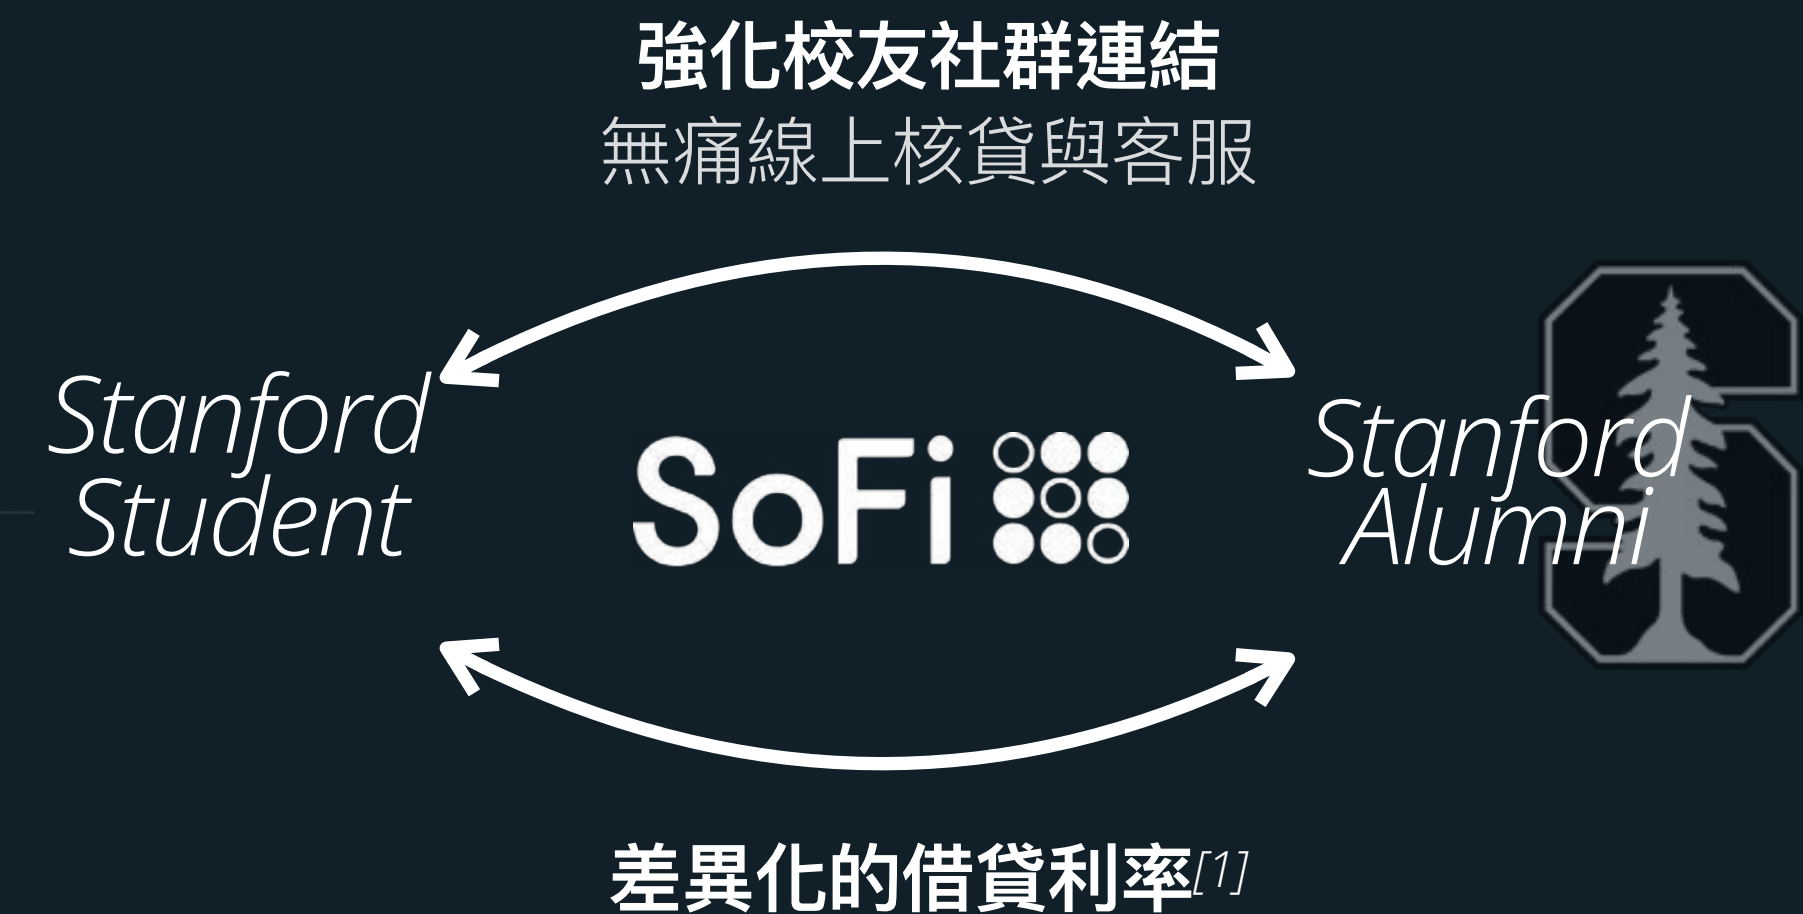 強化校友社群連結
無痛線上核貸與客服
Stanford
Student
SoFi
Stanford
Alumni
差異化的借貸利率[1]